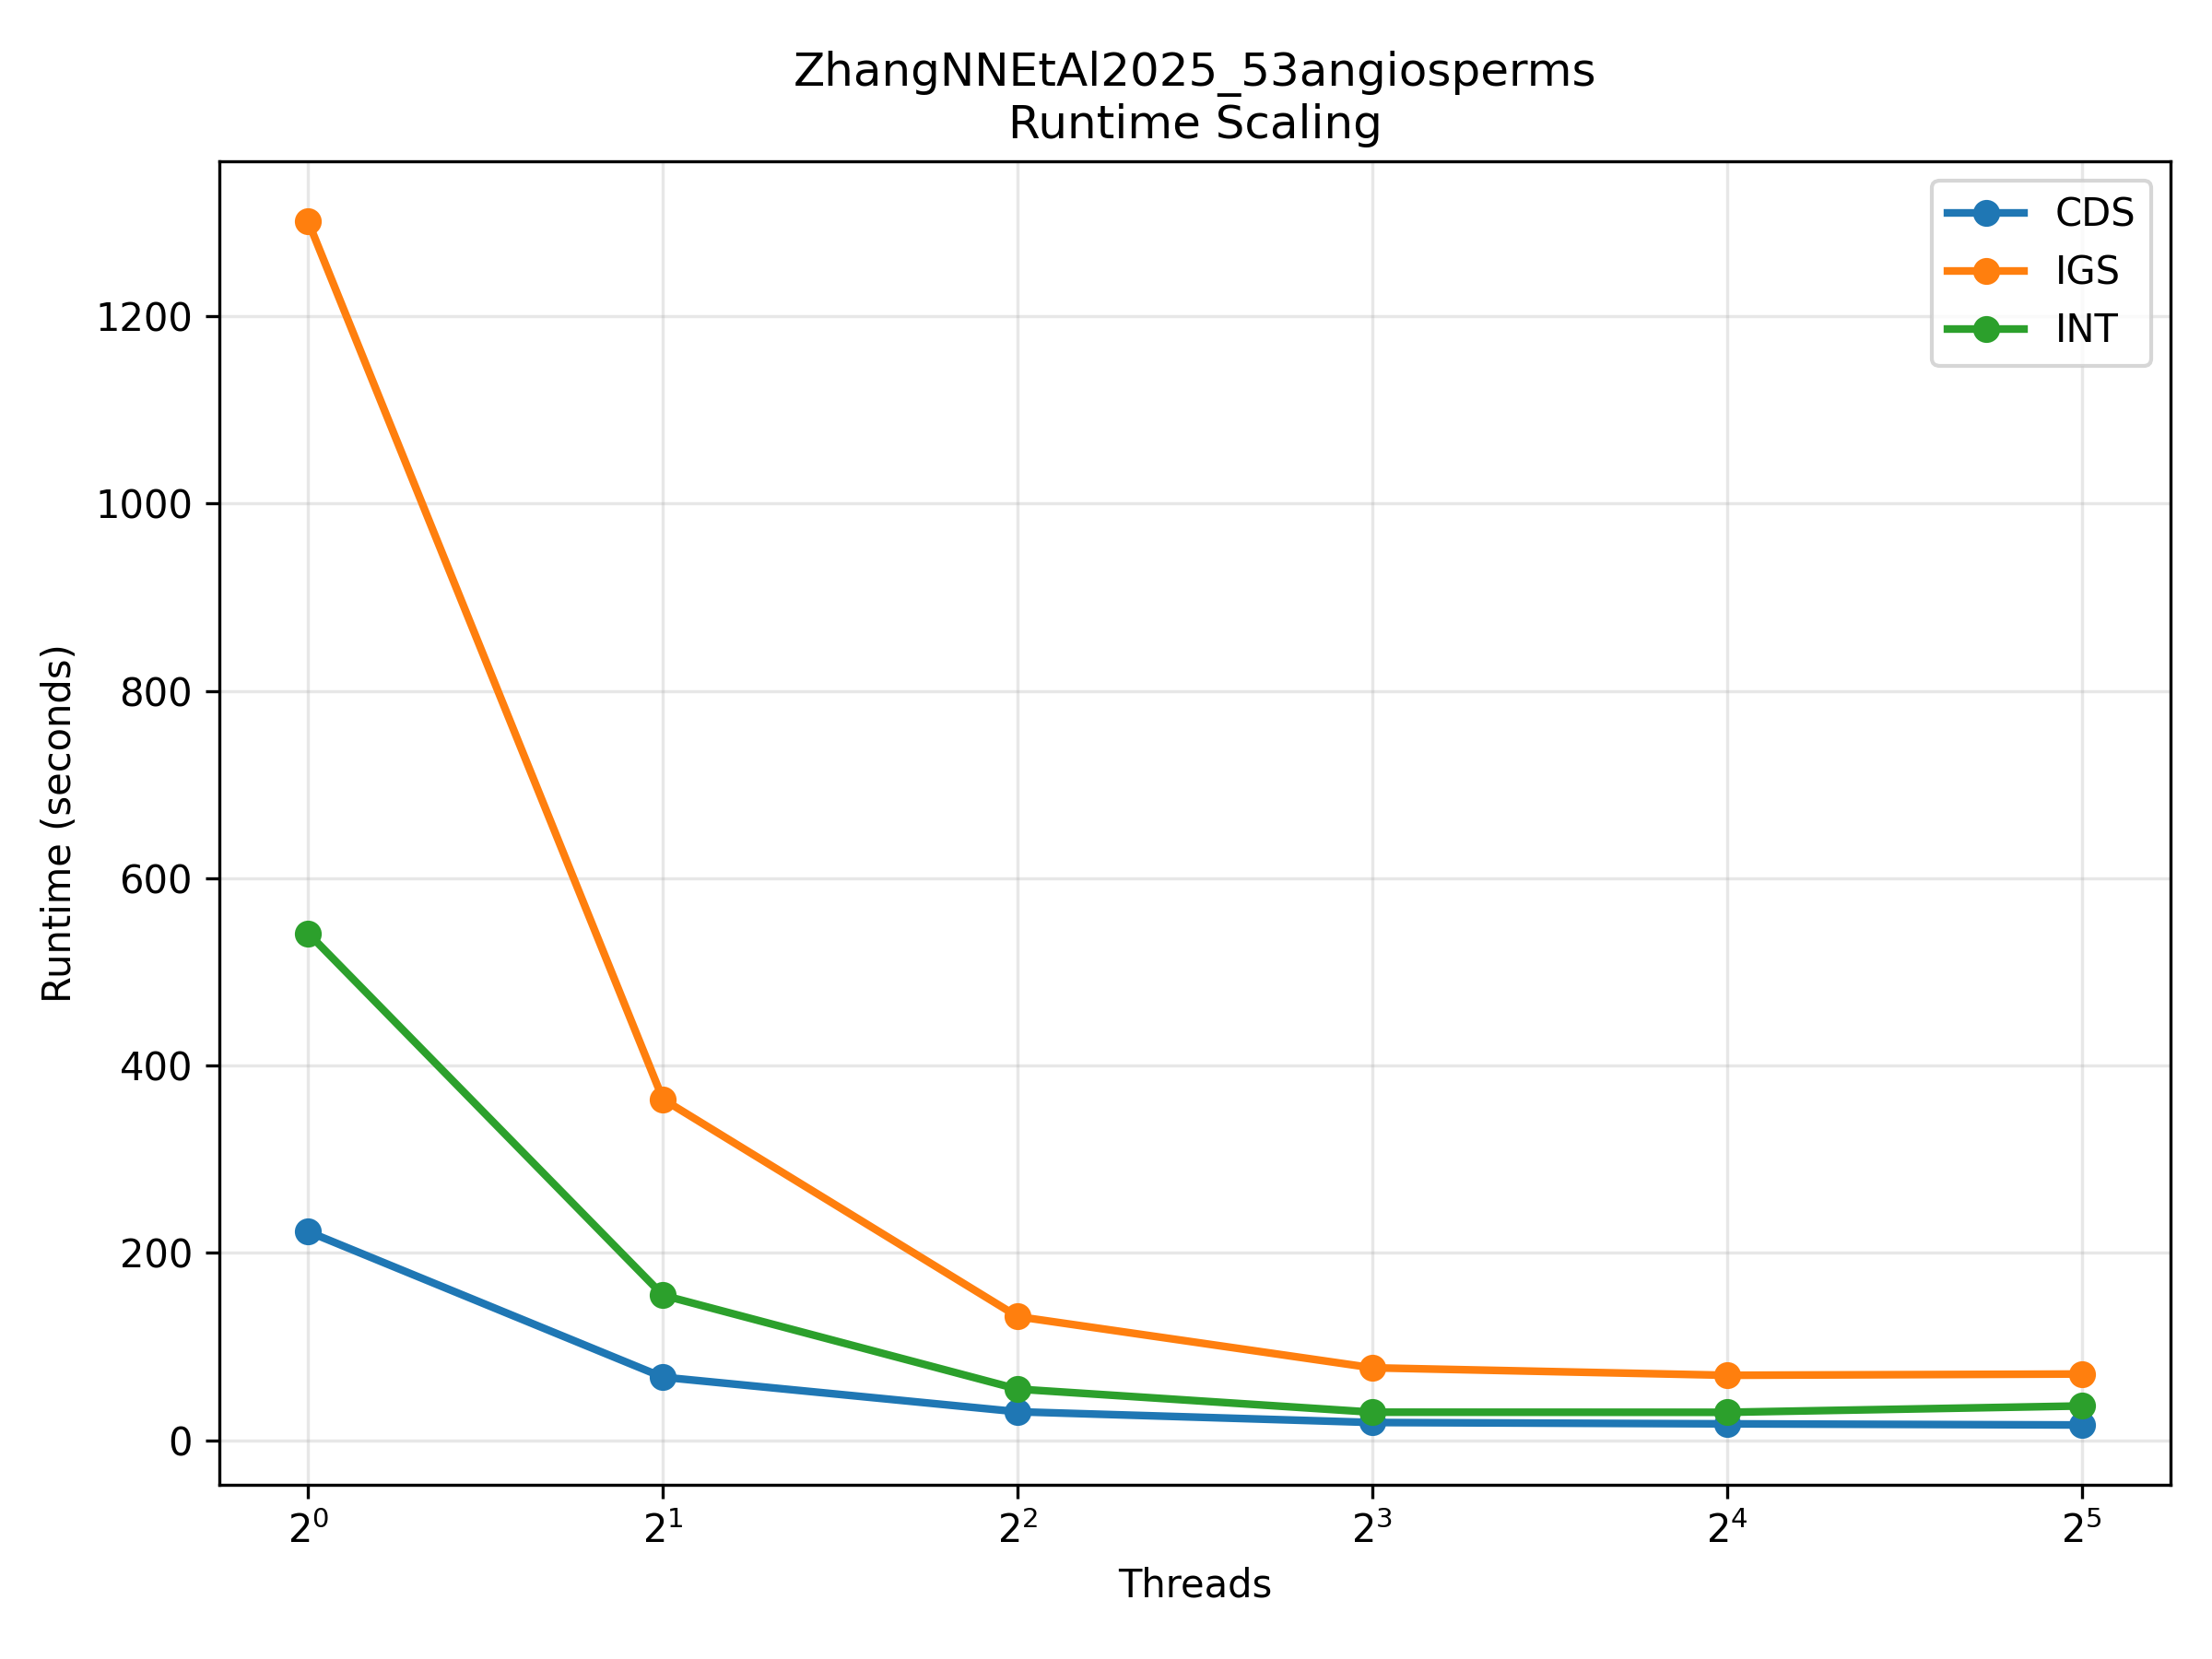 ZhangNNEtAl2025_53angiosperms
Runtime Scaling
CDS
IGS
INT
Runtime (seconds)
1200
1000
800
600
400
200
0
2⁰ 2¹ 2² 2³ 2⁴ 2⁵
Threads